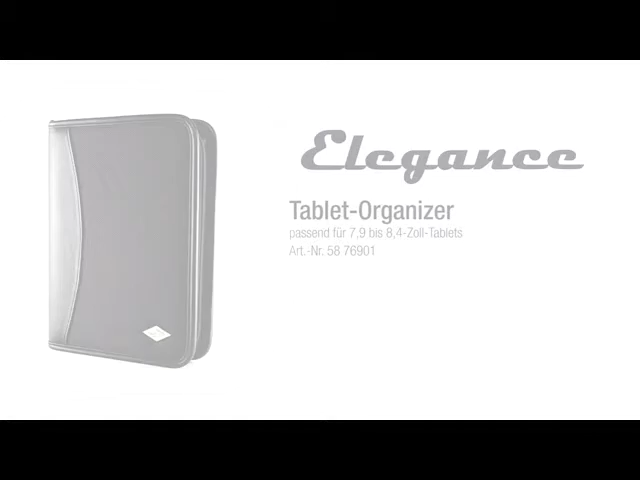 Elegance
Tablet-Organizer
passend für 7,9 bis 8,4-Zoll-Tablets
Art.-Nr. 58 76901